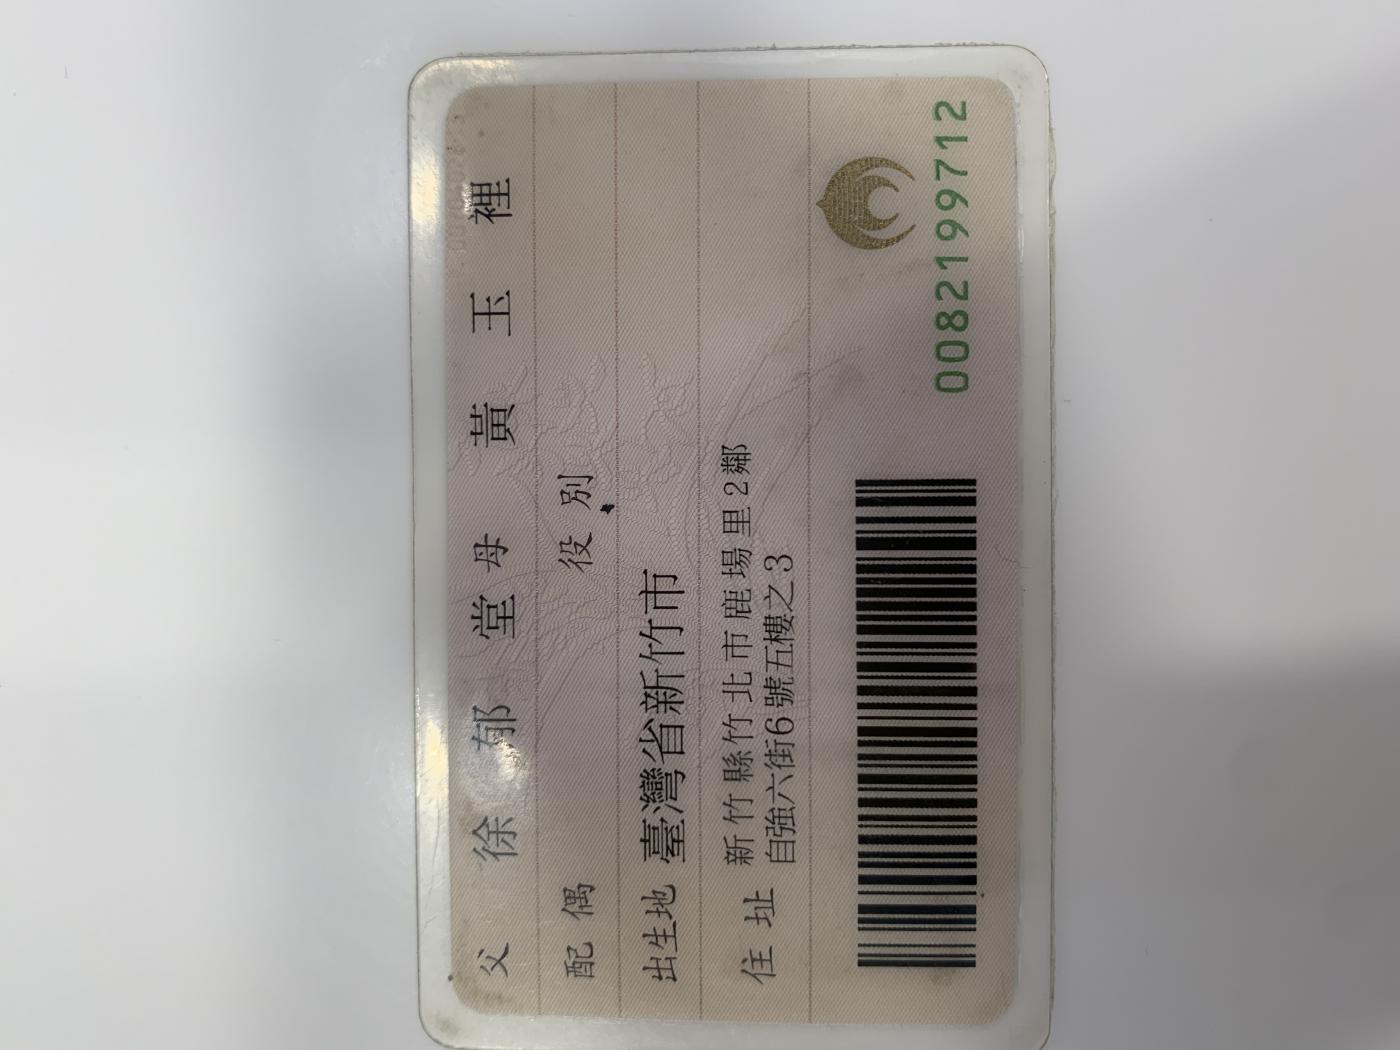 父 徐郁堂 母 黃玉裡
配偶 役別
出生地 臺灣省新竹市
住址 新竹縣竹北市鹿場里2鄰
自強六街6號五樓之3
0082199712